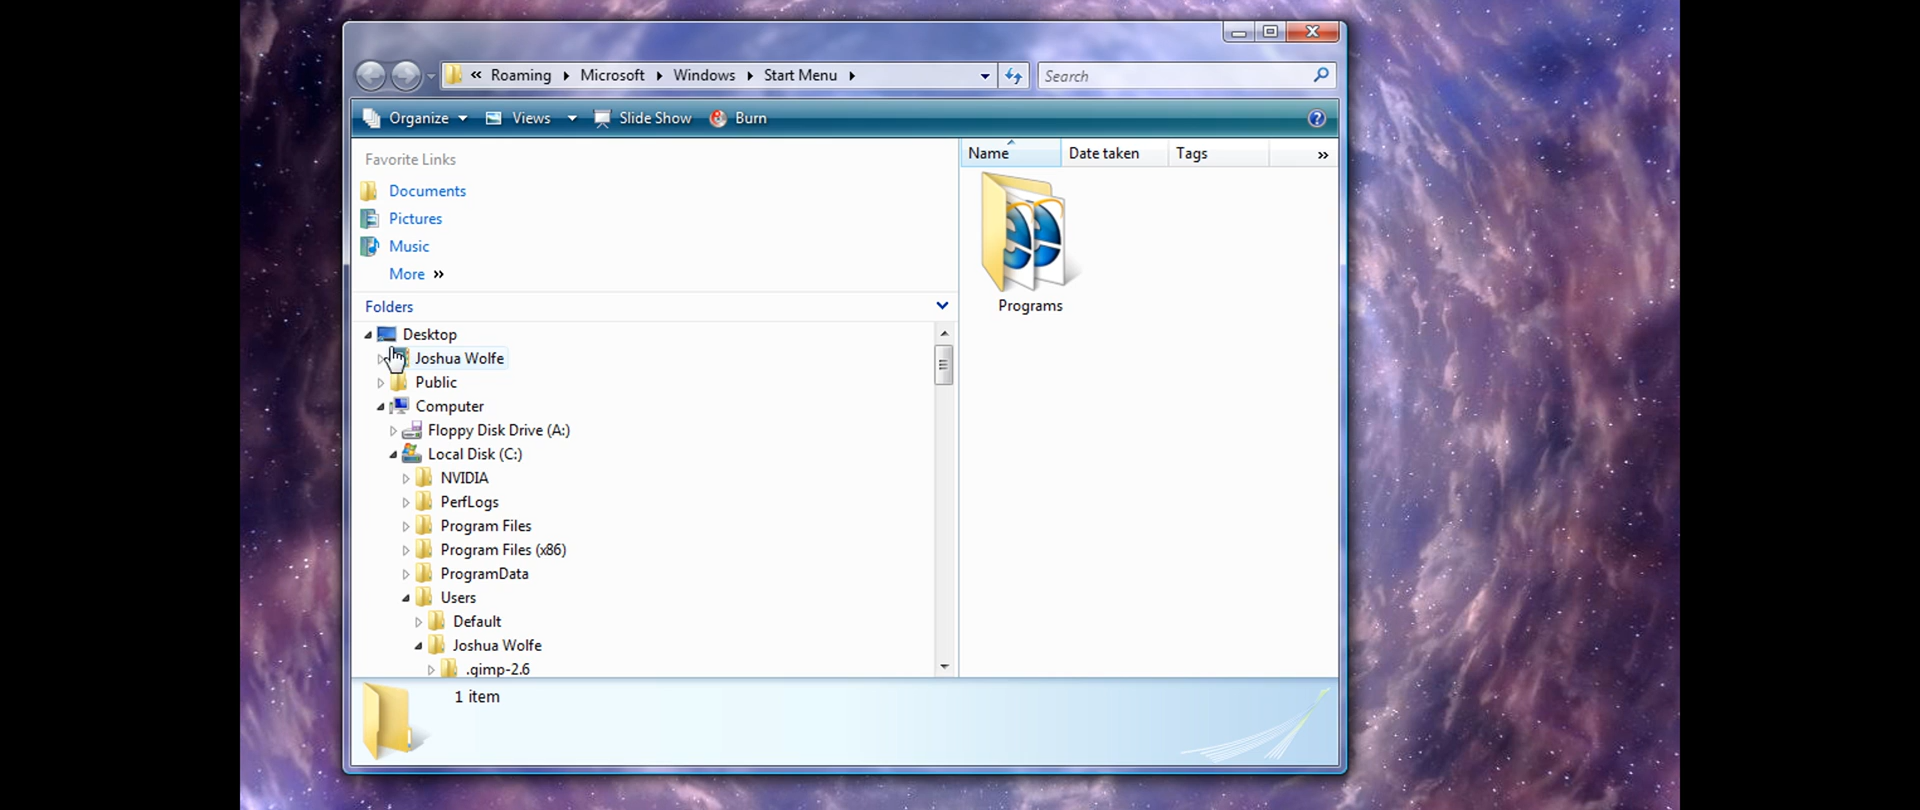 Roaming Microsoft Windows Start Menu
Search
Organize Views Slide Show Burn
Favorite Links
Documents
Pictures
Music
More
Folders
Desktop
Joshua Wolfe
Public
Computer
Floppy Disk Drive (A:)
Local Disk (C:)
NVIDIA
PerfLogs
Program Files
Program Files (x86)
ProgramData
Users
Default
Joshua Wolfe
.gimp-2.6
Name Date taken Tags
Programs
1 item